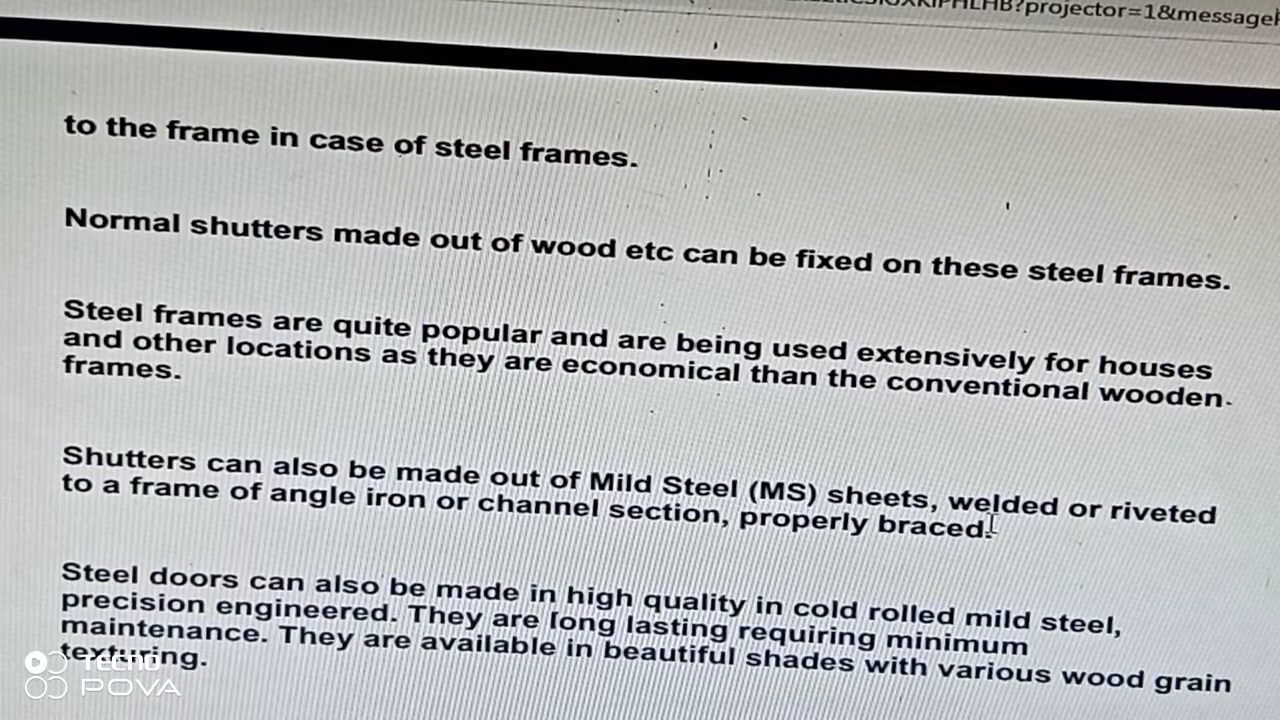 ?projector=1&message
to the frame in case of steel frames.
Normal shutters made out of wood etc can be fixed on these steel frames.
Steel frames are quite popular and are being used extensively for houses
and other locations as they are economical than the conventional wooden
frames.
Shutters can also be made out of Mild Steel (MS) sheets, welded or riveted
to a frame of angle iron or channel section, properly braced.
Steel doors can also be made in high quality in cold rolled mild steel,
precision engineered. They are long lasting requiring minimum
maintenance. They are available in beautiful shades with various wood grain
texturing.
TECNO
POVA